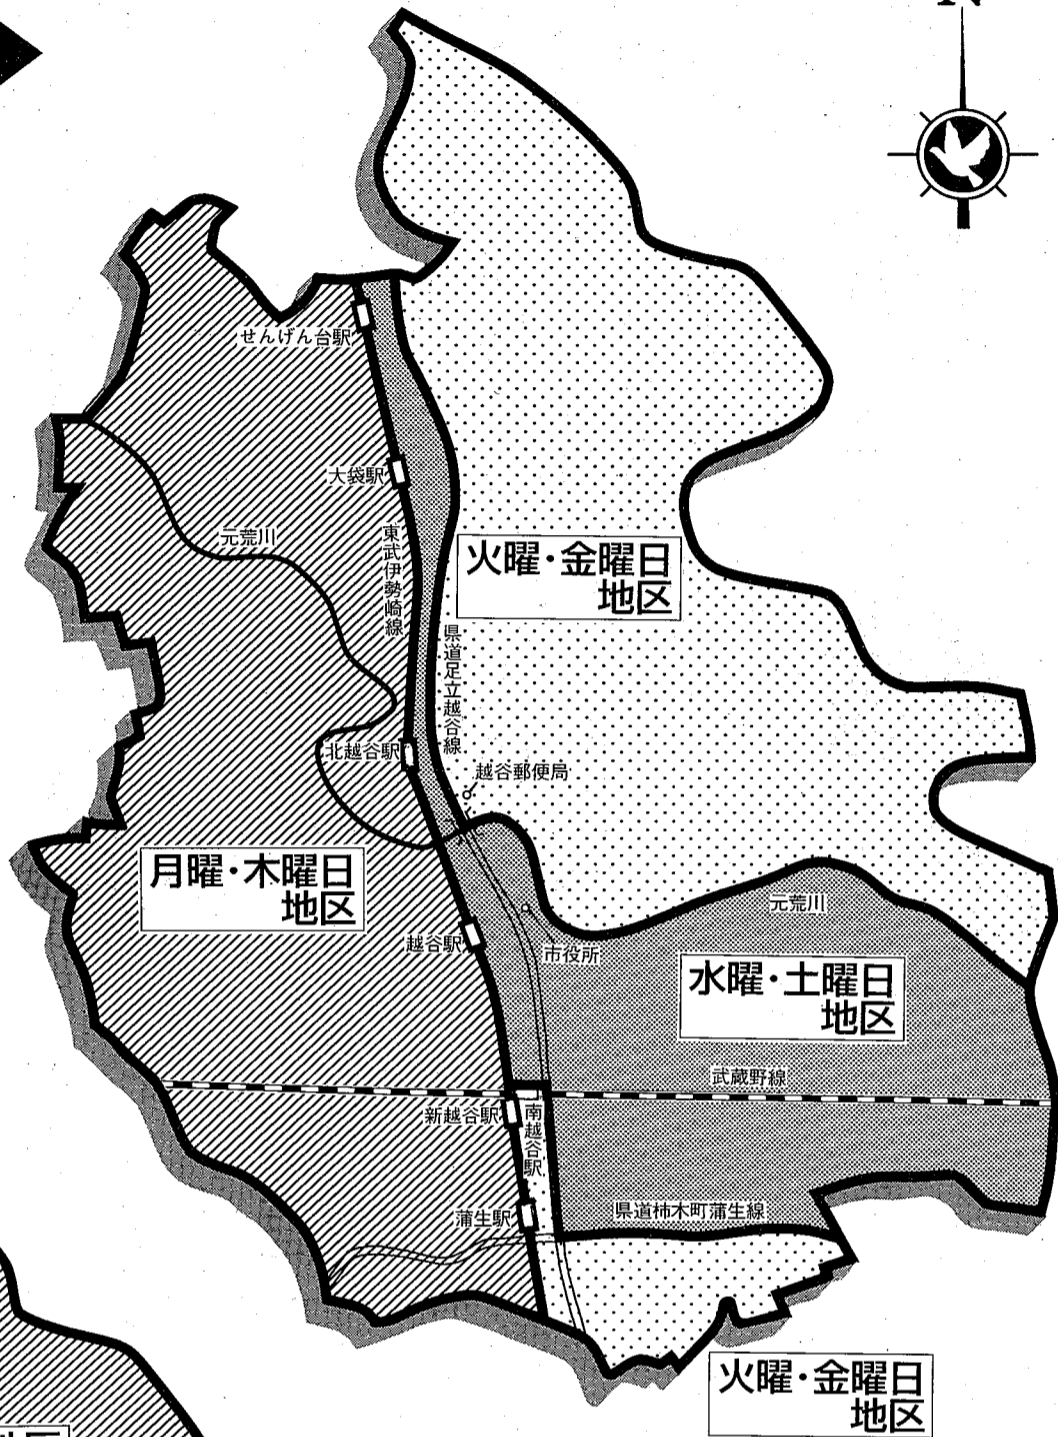 N
せんげん台駅
大袋駅
元荒川
東武伊勢崎線
火曜・金曜日
地区
県道足立越谷線
北越谷駅
越谷郵便局
月曜・木曜日
地区
元荒川
越谷駅
市役所
水曜・土曜日
地区
武蔵野線
新越谷駅
南越谷駅
蒲生駅
県道柿木町蒲生線
火曜・金曜日
地区